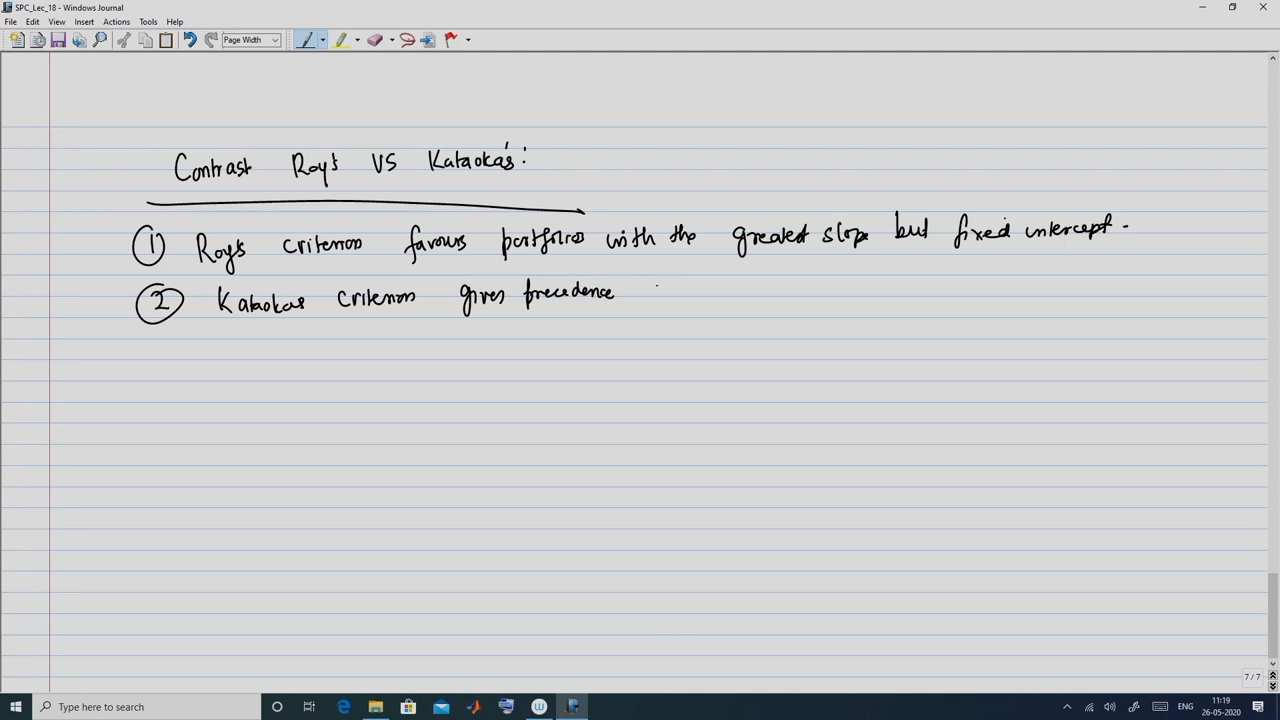 SPC_Lec_18 - Windows Journal
File Edit View Insert Actions Tools Help
Page Width
Contrast Roy's VS Kataoka's:
① Roy's criterion favours portfolios with the greatest slope but fixed intercept.
② Kataokas criterion gives precedence
7 / 7
Type here to search
ENG
11:19
26-05-2020